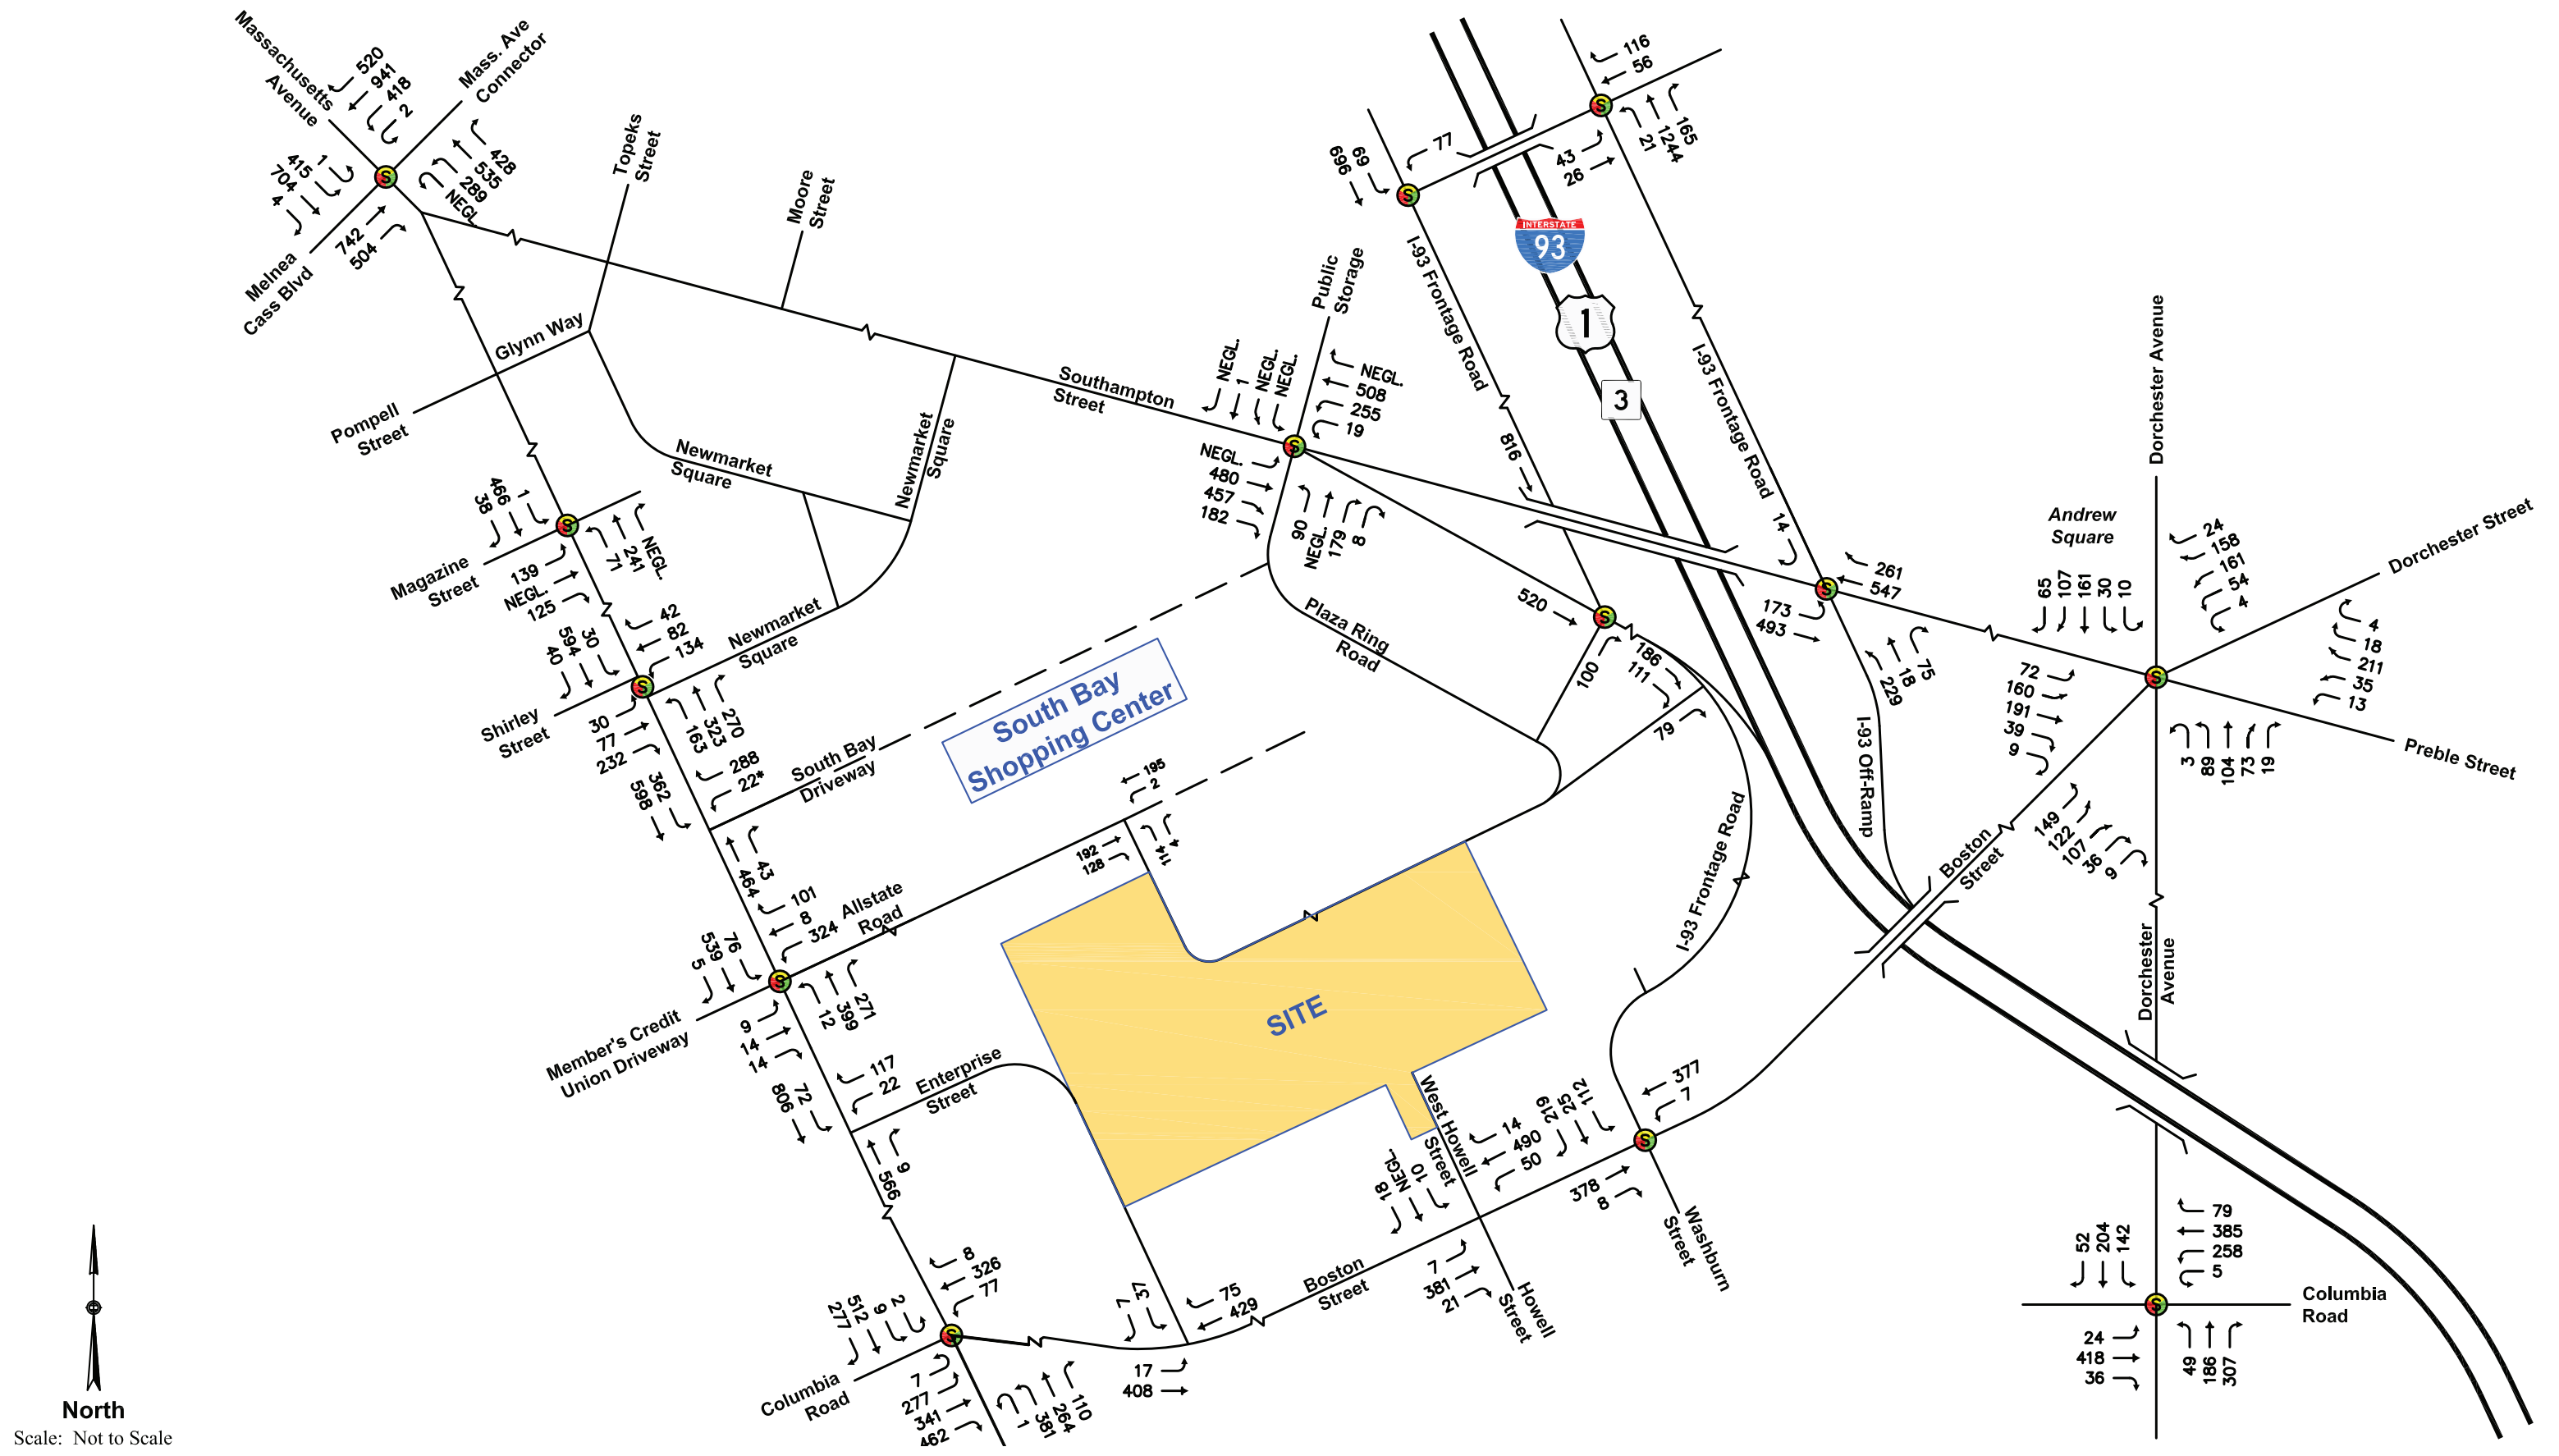 Massachusetts
Avenue
520
941
418
2
Mass. Ave
Connector
415
1
704
4
428
535
289
NEGL
742
504
Melnea
Cass Blvd
Topeks
Street
Moore
Street
Glynn Way
Pompell
Street
Newmarket
Square
Newmarket
Square
Southampton
Street
Public
Storage
NEGL.
1
NEGL.
NEGL.
NEGL.
508
255
19
NEGL.
480
457
182
90
NEGL.
179
8
116
56
77
69
696
43
26
21
1244
165
INTERSTATE
93
1
3
I-93 Frontage Road
816
I-93 Frontage Road
14
261
547
173
493
229
18
75
520
100
186
111
79
Andrew
Square
Dorchester Avenue
65
107
161
30
10
24
158
161
54
4
Dorchester Street
4
18
211
35
13
72
160
191
39
9
3
89
104
73
19
Preble Street
149
122
107
36
9
I-93 Off-Ramp
Boston
Street
Dorchester
Avenue
38
466
1
Magazine
Street
139
NEGL.
125
71
241
NEGL.
42
82
134
Newmarket
Square
40
594
30
Shirley
Street
30
77
232
163
323
270
598
362
288
22*
South Bay
Driveway
South Bay
Shopping Center
Plaza Ring
Road
464
43
195
2
192
128
114
4
101
8
324
Allstate
Road
5
539
76
Member's Credit
Union Driveway
9
14
14
12
399
271
806
72
117
22
Enterprise
Street
566
9
SITE
I-93 Frontage Road
West Howell
Street
377
7
14
490
50
219
25
112
18
NEGL.
10
378
8
7
381
21
Howell
Street
Washburn
Street
Boston
Street
75
429
7
37
17
408
8
326
77
277
512
9
2
Columbia
Road
7
277
341
462
1
381
264
110
52
204
142
79
385
258
5
Columbia
Road
24
418
36
49
186
307
North
Scale: Not to Scale
S
S
S
S
S
S
S
S
S
S
S
S
S